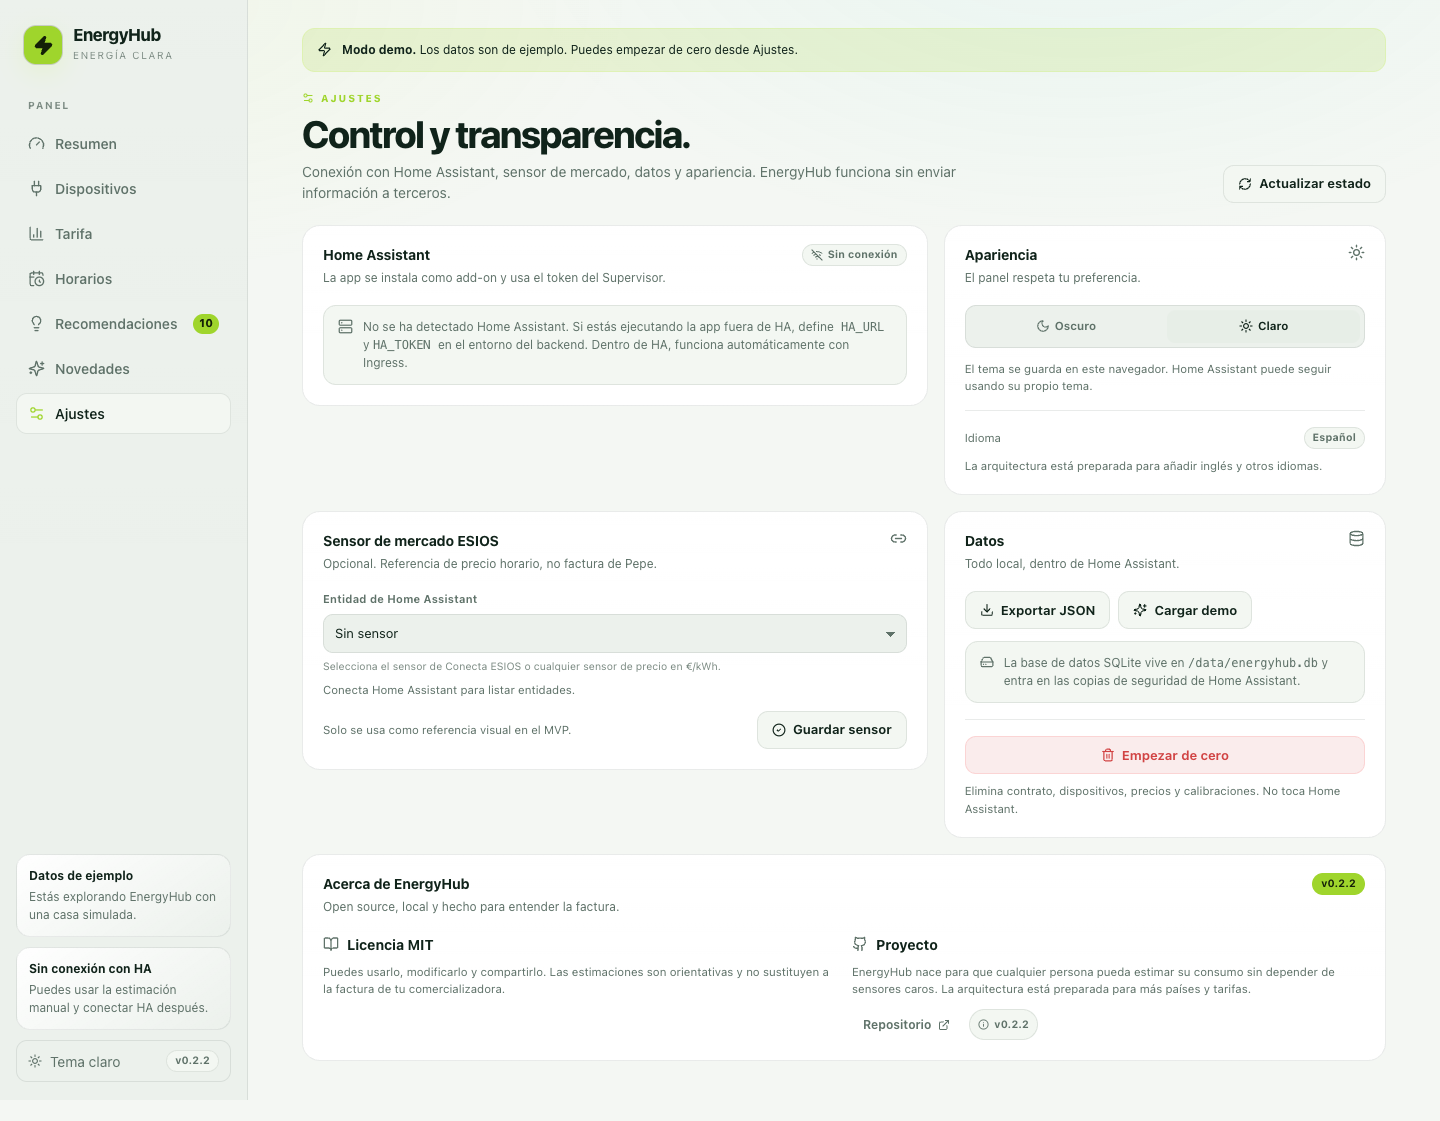 EnergyHub
ENERGÍA CLARA
PANEL
Resumen
Dispositivos
Tarifa
Horarios
Recomendaciones 10
Novedades
Ajustes
Datos de ejemplo
Estás explorando EnergyHub con
una casa simulada.
Sin conexión con HA
Puedes usar la estimación
manual y conectar HA después.
Tema claro v0.2.2
Modo demo. Los datos son de ejemplo. Puedes empezar de cero desde Ajustes.
AJUSTES
Control y transparencia.
Conexión con Home Assistant, sensor de mercado, datos y apariencia. EnergyHub funciona sin enviar
información a terceros.
Actualizar estado
Home Assistant
Sin conexión
La app se instala como add-on y usa el token del Supervisor.
No se ha detectado Home Assistant. Si estás ejecutando la app fuera de HA, define HA_URL
y HA_TOKEN en el entorno del backend. Dentro de HA, funciona automáticamente con
Ingress.
Apariencia
El panel respeta tu preferencia.
Oscuro Claro
El tema se guarda en este navegador. Home Assistant puede seguir
usando su propio tema.
Idioma Español
La arquitectura está preparada para añadir inglés y otros idiomas.
Sensor de mercado ESIOS
Opcional. Referencia de precio horario, no factura de Pepe.
Entidad de Home Assistant
Sin sensor
Selecciona el sensor de Conecta ESIOS o cualquier sensor de precio en €/kWh.
Conecta Home Assistant para listar entidades.
Solo se usa como referencia visual en el MVP.
Guardar sensor
Datos
Todo local, dentro de Home Assistant.
Exportar JSON Cargar demo
La base de datos SQLite vive en /data/energyhub.db y
entra en las copias de seguridad de Home Assistant.
Empezar de cero
Elimina contrato, dispositivos, precios y calibraciones. No toca Home
Assistant.
Acerca de EnergyHub
v0.2.2
Open source, local y hecho para entender la factura.
Licencia MIT
Puedes usarlo, modificarlo y compartirlo. Las estimaciones son orientativas y no sustituyen a
la factura de tu comercializadora.
Proyecto
EnergyHub nace para que cualquier persona pueda estimar su consumo sin depender de
sensores caros. La arquitectura está preparada para más países y tarifas.
Repositorio v0.2.2